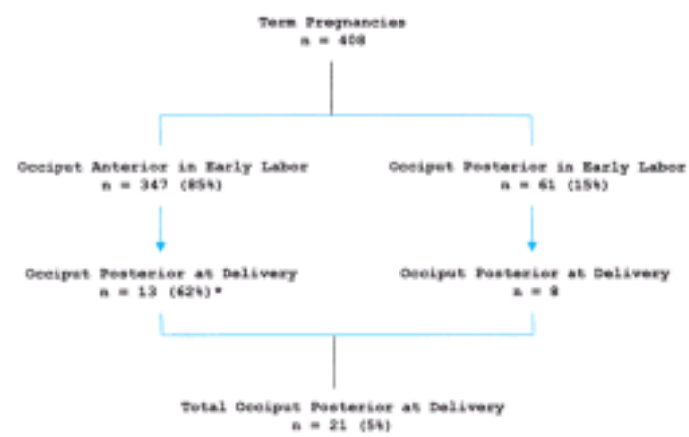 Term Pregnancies
n = 408
Occiput Anterior in Early Labor
n = 347 (85%)
Occiput Posterior in Early Labor
n = 61 (15%)
Occiput Posterior at Delivery
n = 13 (62%)*
Occiput Posterior at Delivery
n = 8
Total Occiput Posterior at Delivery
n = 21 (5%)